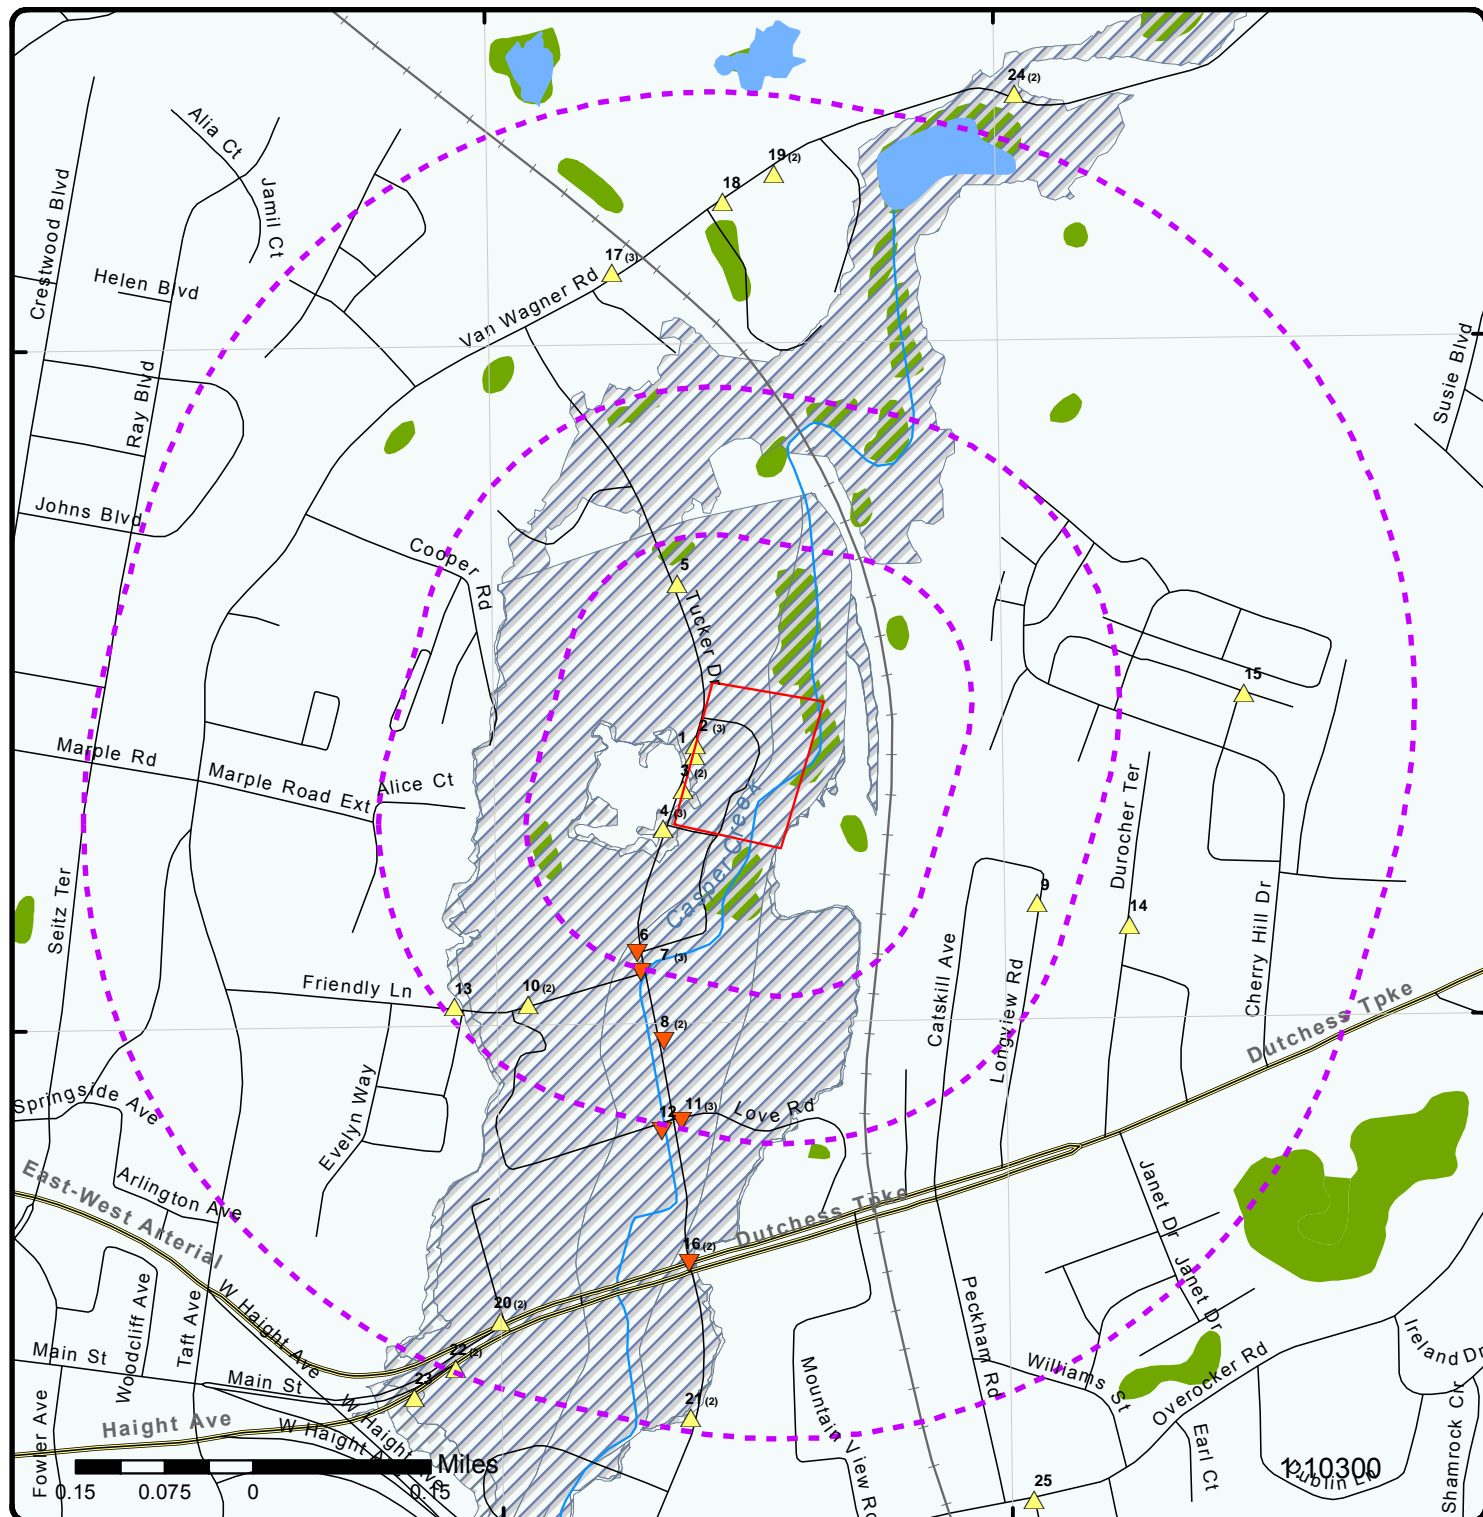 24 (2)
Alia Ct
19 (2)
18
Crestwood Blvd
Jamil Ct
17 (3)
Helen Blvd
Van Wagner Rd
Susie Blvd
Ray Blvd
Johns Blvd
Cooper Rd
5
Tucker Dr
15
2 (3)
1
Marple Rd
Marple Road Ext
Alice Ct
3 (2)
4 (3)
Durocher Ter
Casper Creek
9
14
Seitz Ter
Cherry Hill Dr
6
7 (3)
Catskill Ave
Longview Rd
Friendly Ln
13
10 (2)
8 (2)
Dutchess Tpke
Springside Ave
Evelyn Way
11 (3)
12
Love Rd
East-West Arterial
Arlington Ave
Janet Dr
Dutchess Tpke
16 (2)
Janet Dr
W Haight Ave
Woodcliff Ave
Taft Ave
20 (2)
Peckham Rd
Main St
22 (2)
Williams St
Overocker Rd
Ireland Dr
Main St
23
Mountain View Rd
Fowler Ave
Haight Ave
W Haight Ave
W Haight Ave
21 (2)
Earl Ct
Shamrock Cir
Miles
0.15
0.075
0
0.15
25
1:10300
Dublin Ln